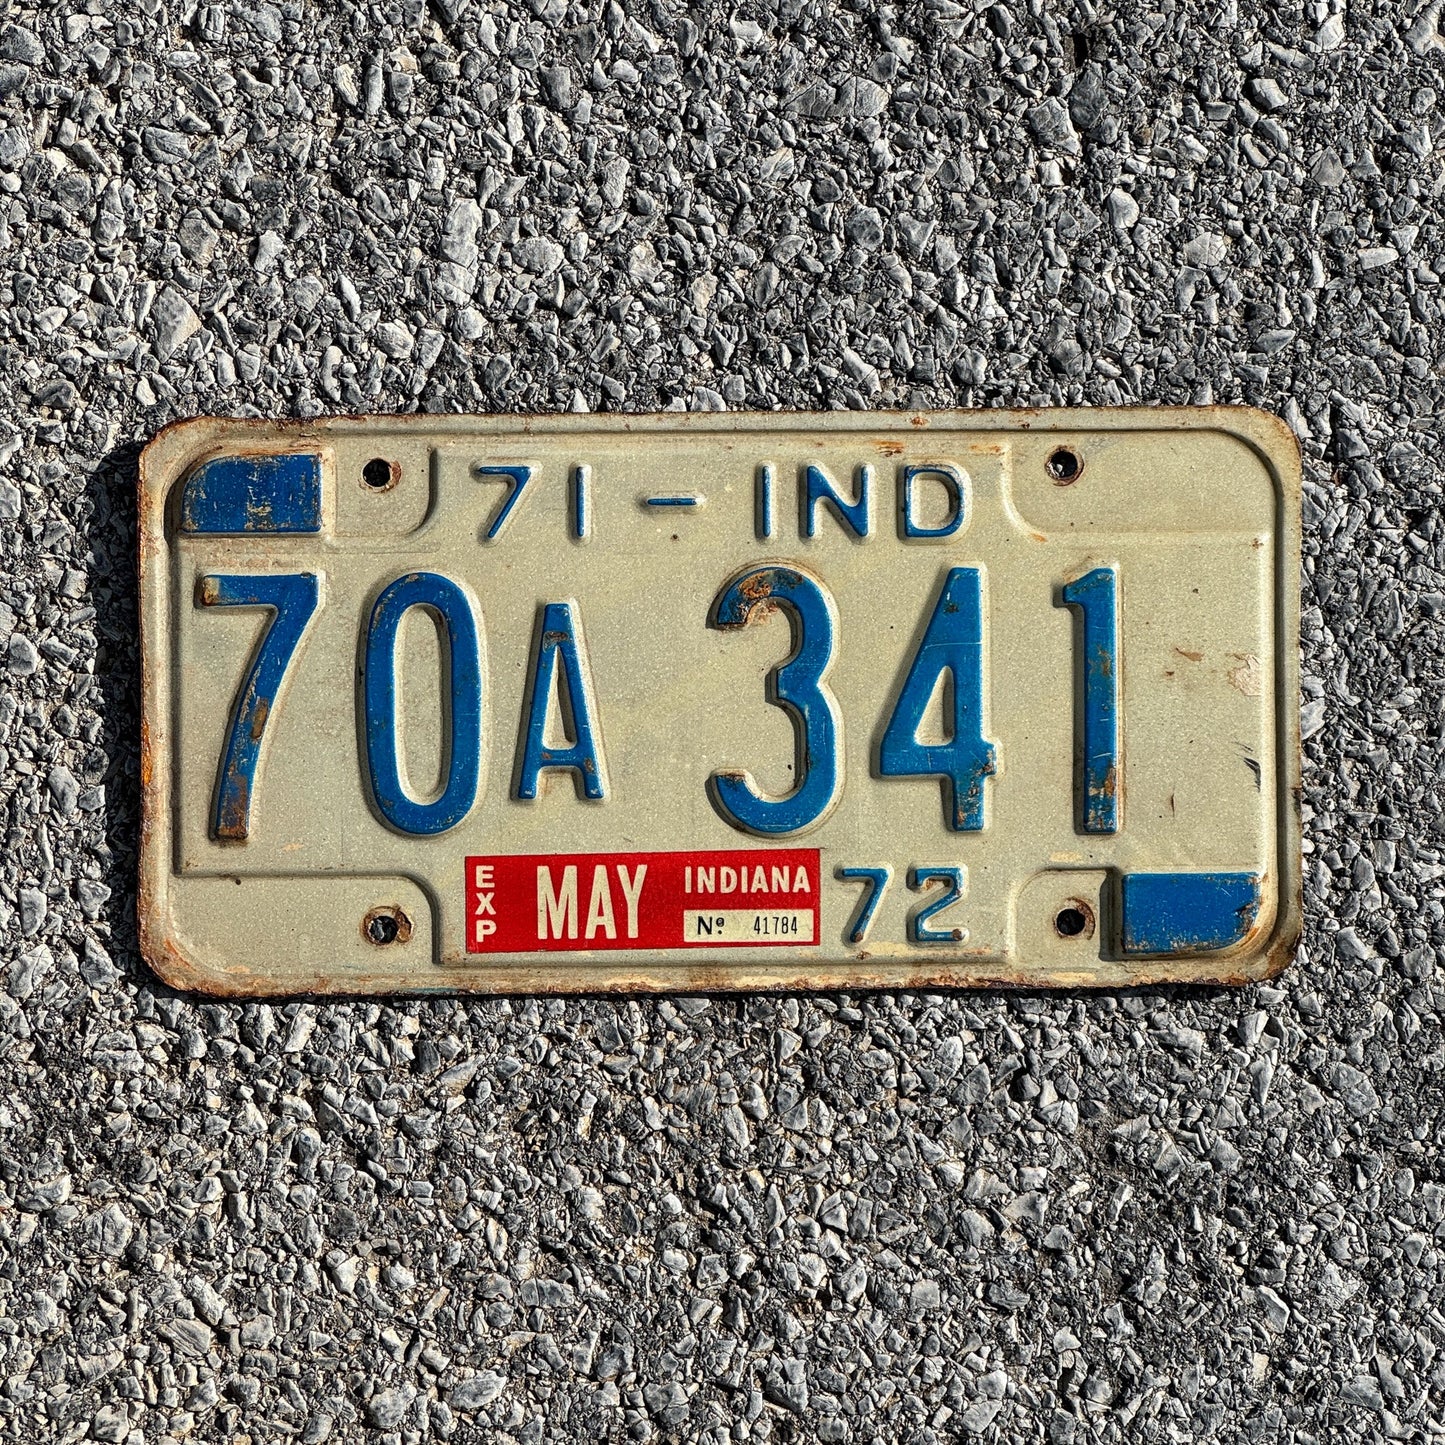 71-IND
70A 341
EXP MAY INDIANA
Nº 41784
72